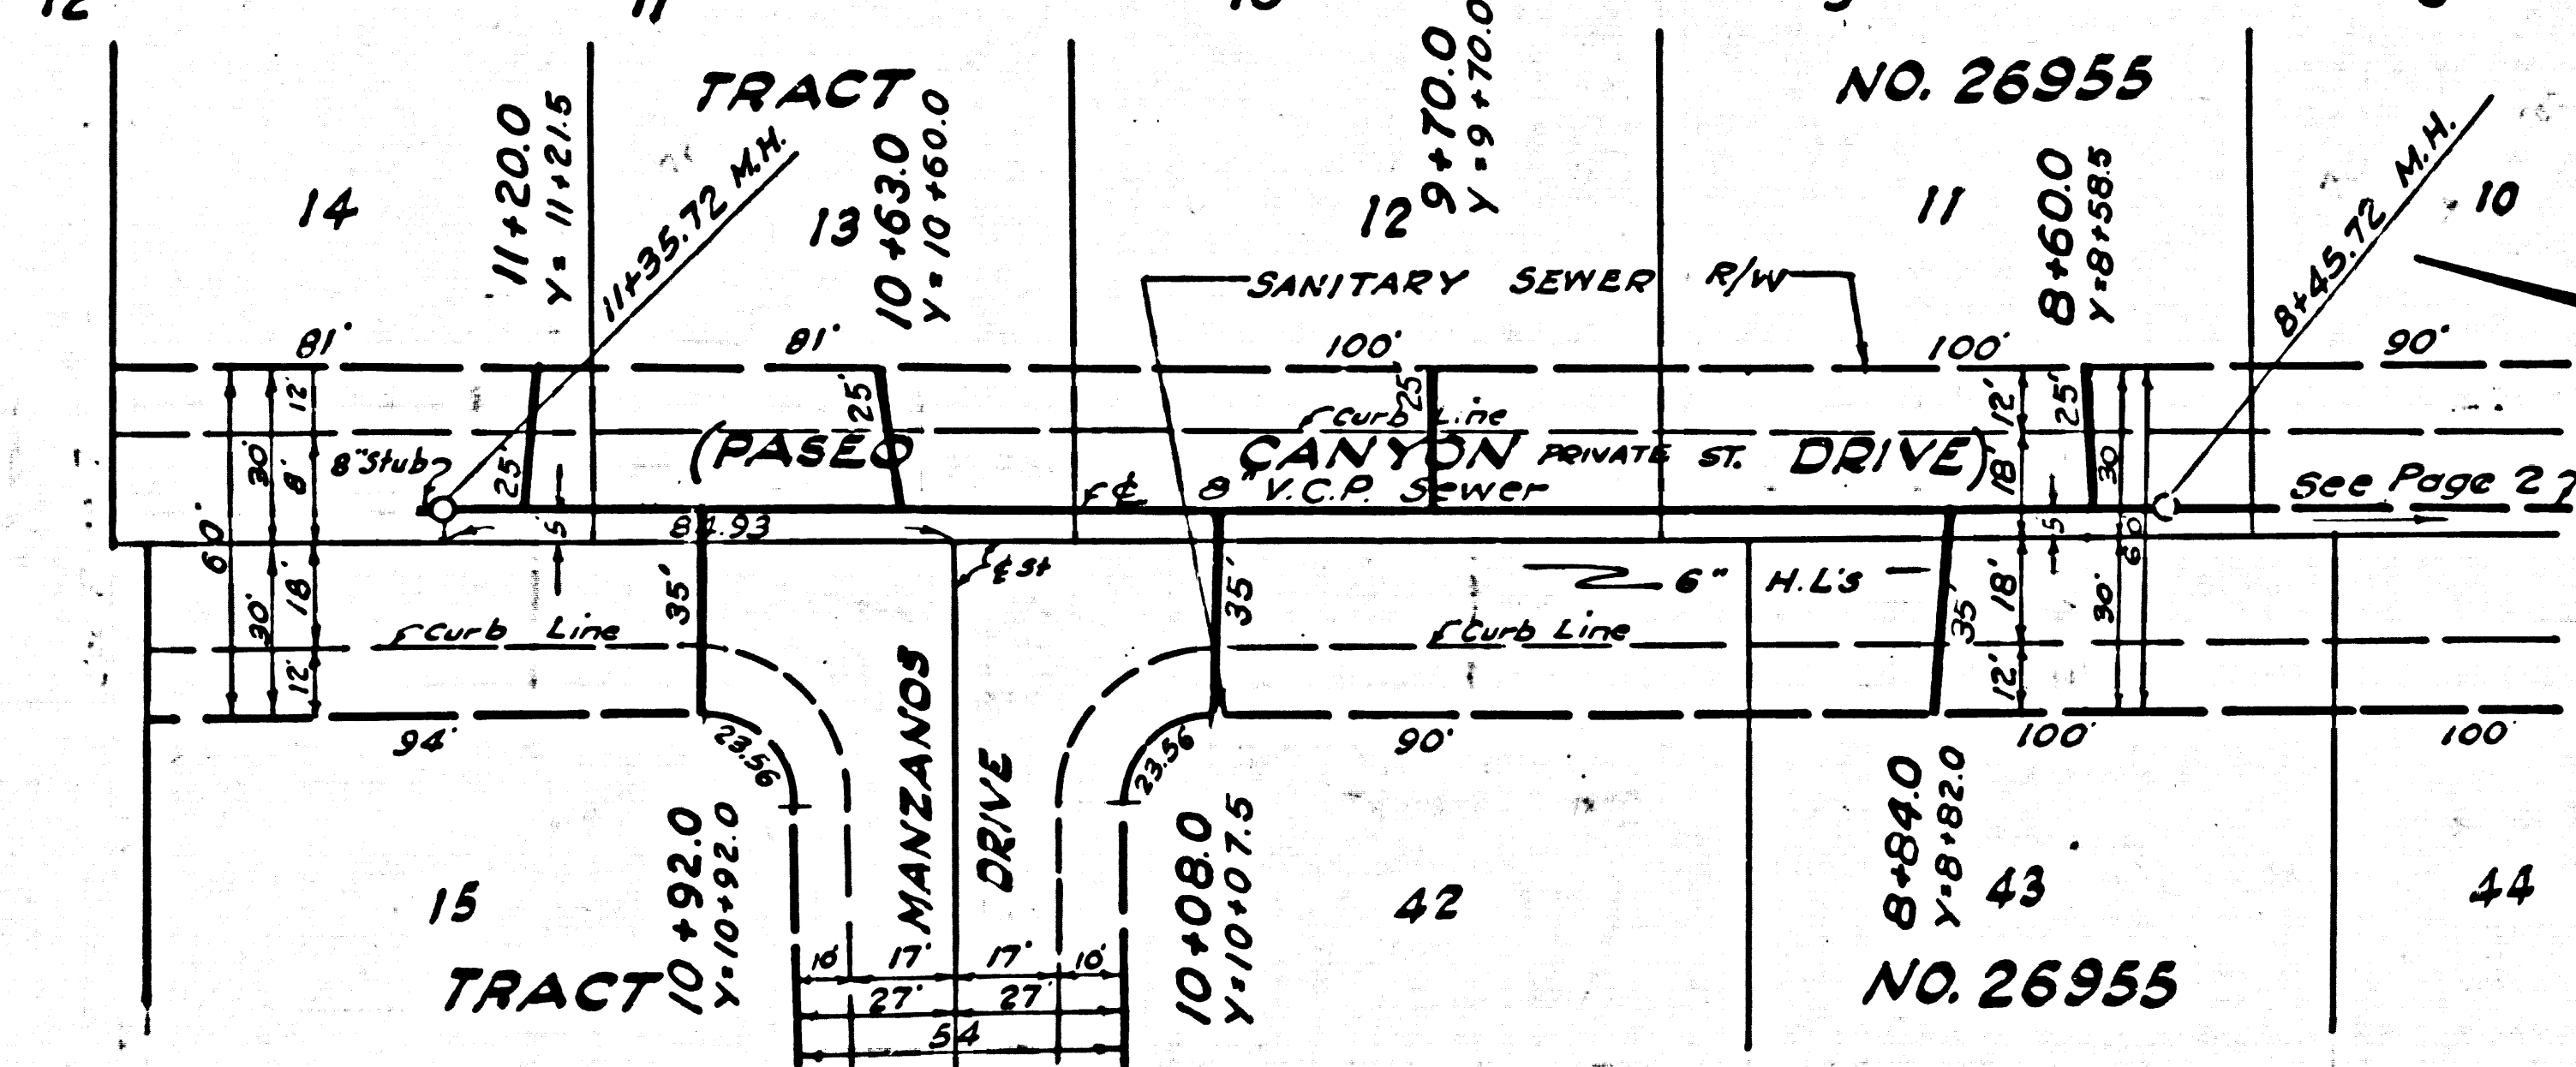 TRACT
NO. 26955
11+20.0
Y = 11+21.5
11+35.72 M.H.
10+63.0
Y = 10+60.0
9+70.0
Y = 9+70.0
8+60.0
Y=8+58.5
8+45.72 M.H.
14
13
12
11
10
SANITARY SEWER R/W
81'
81'
100'
100'
90'
12'
30'
8'
60'
30'
18'
12'
8" Stub
25'
5'
25'
25'
25'
(PASEO CANYON PRIVATE ST. DRIVE)
Curb Line
8" V.C.P. Sewer
℄
12'
18'
30
5
60
18'
30'
12'
See Page 27
84.93
℄ St
35'
35'
35'
6" H.L's
Curb Line
Curb Line
94'
23.56
23.56
90'
100'
100'
MANZANOS
DRIVE
15
42
43
44
10+92.0
Y=10+92.0
10+08.0
Y=10+07.5
8+84.0
Y=8+82.0
10'
17'
17'
10'
27'
27'
54
TRACT
NO. 26955